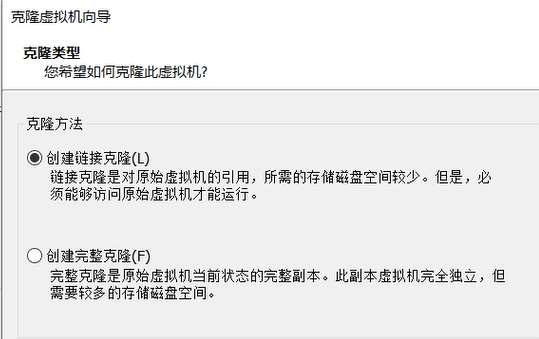 克隆虚拟机向导
克隆类型
您希望如何克隆此虚拟机?
克隆方法
创建链接克隆(L)
链接克隆是对原始虚拟机的引用，所需的存储磁盘空间较少。但是，必
须能够访问原始虚拟机才能运行。
创建完整克隆(F)
完整克隆是原始虚拟机当前状态的完整副本。此副本虚拟机完全独立，但
需要较多的存储磁盘空间。